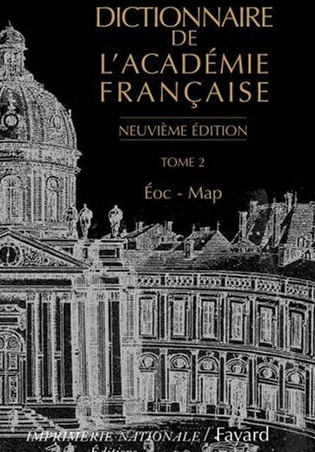 DICTIONNAIRE
DE
L'ACADÉMIE
FRANÇAISE
NEUVIÈME ÉDITION
TOME 2
Éoc - Map
IMPRIMERIE NATIONALE / Fayard
Éditions